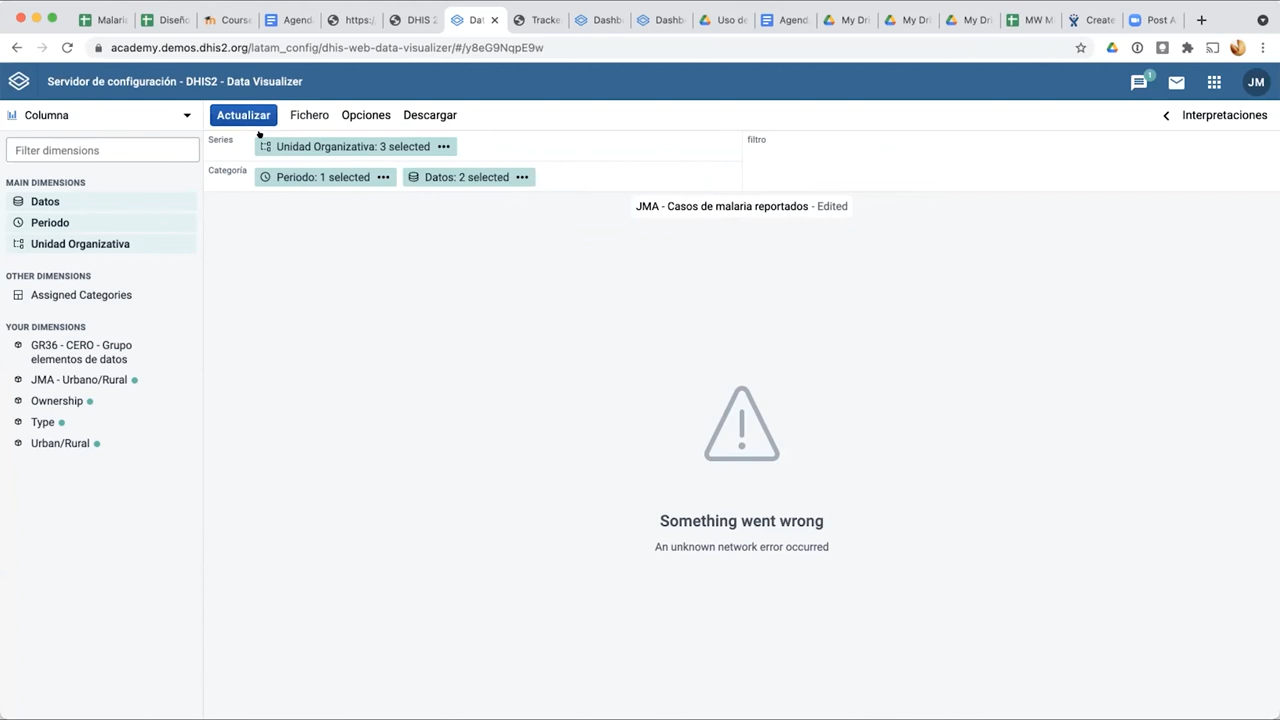 Malari
Diseño
Course
Agend
https:/
DHIS 2
Dat
Tracke
Dashb
Dashb
Uso de
Agend
My Dri
My Dri
My Dri
MW M
Create
Post A
academy.demos.dhis2.org/latam_config/dhis-web-data-visualizer/#/y8eG9NqpE9w
Servidor de configuración - DHIS2 - Data Visualizer
1
JM
Columna
Actualizar
Fichero
Opciones
Descargar
Interpretaciones
Filter dimensions
Series
Unidad Organizativa: 3 selected
filtro
Categoría
Periodo: 1 selected
Datos: 2 selected
MAIN DIMENSIONS
Datos
Periodo
Unidad Organizativa
JMA - Casos de malaria reportados - Edited
OTHER DIMENSIONS
Assigned Categories
YOUR DIMENSIONS
GR36 - CERO - Grupo
elementos de datos
JMA - Urbano/Rural
Ownership
Type
Urban/Rural
Something went wrong
An unknown network error occurred